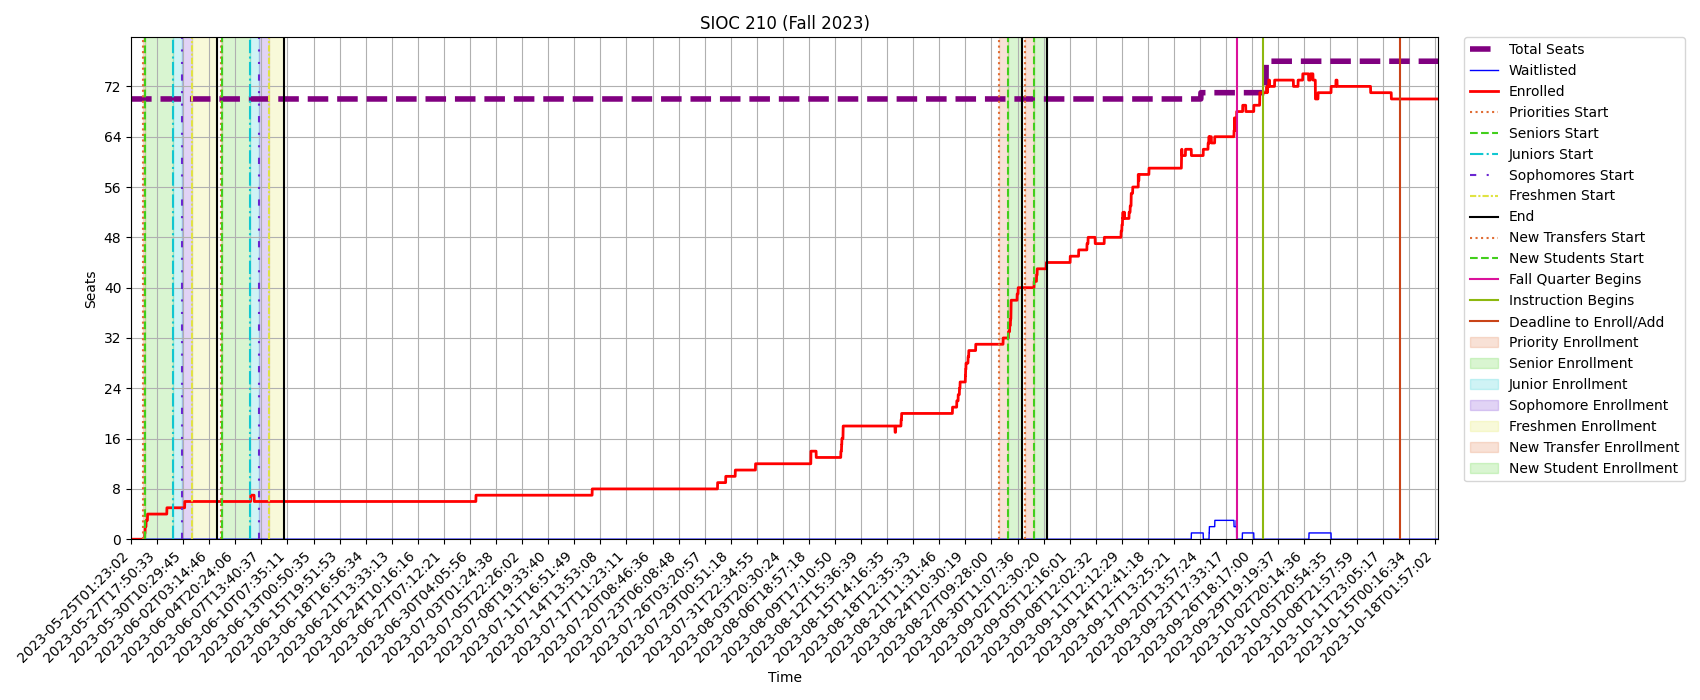 SIOC 210 (Fall 2023)
Seats
72
64
56
48
40
32
24
16
8
0
2023-05-25T01:23:02
2023-05-27T17:50:33
2023-05-30T10:29:45
2023-06-02T03:14:46
2023-06-04T20:24:06
2023-06-07T13:40:37
2023-06-10T07:35:11
2023-06-13T00:50:35
2023-06-15T19:51:53
2023-06-18T16:56:34
2023-06-21T13:33:13
2023-06-24T10:16:16
2023-06-27T07:12:21
2023-06-30T04:05:56
2023-07-03T01:24:38
2023-07-05T22:26:02
2023-07-08T19:33:40
2023-07-11T16:51:49
2023-07-14T13:53:08
2023-07-17T11:23:11
2023-07-20T08:46:36
2023-07-23T06:08:48
2023-07-26T03:20:57
2023-07-29T00:51:18
2023-07-31T22:34:55
2023-08-03T20:30:24
2023-08-06T18:57:18
2023-08-09T17:10:50
2023-08-12T15:36:39
2023-08-15T14:16:35
2023-08-18T12:35:33
2023-08-21T11:31:46
2023-08-24T10:30:19
2023-08-27T09:28:00
2023-08-30T11:07:36
2023-09-02T12:30:20
2023-09-05T12:16:01
2023-09-08T12:02:32
2023-09-11T12:12:29
2023-09-14T12:41:18
2023-09-17T13:25:21
2023-09-20T13:57:24
2023-09-23T17:33:17
2023-09-26T18:17:00
2023-09-29T19:19:37
2023-10-02T20:14:36
2023-10-05T20:54:35
2023-10-08T21:57:59
2023-10-11T23:05:17
2023-10-15T00:16:34
2023-10-18T01:57:02
Time
Total Seats
Waitlisted
Enrolled
Priorities Start
Seniors Start
Juniors Start
Sophomores Start
Freshmen Start
End
New Transfers Start
New Students Start
Fall Quarter Begins
Instruction Begins
Deadline to Enroll/Add
Priority Enrollment
Senior Enrollment
Junior Enrollment
Sophomore Enrollment
Freshmen Enrollment
New Transfer Enrollment
New Student Enrollment